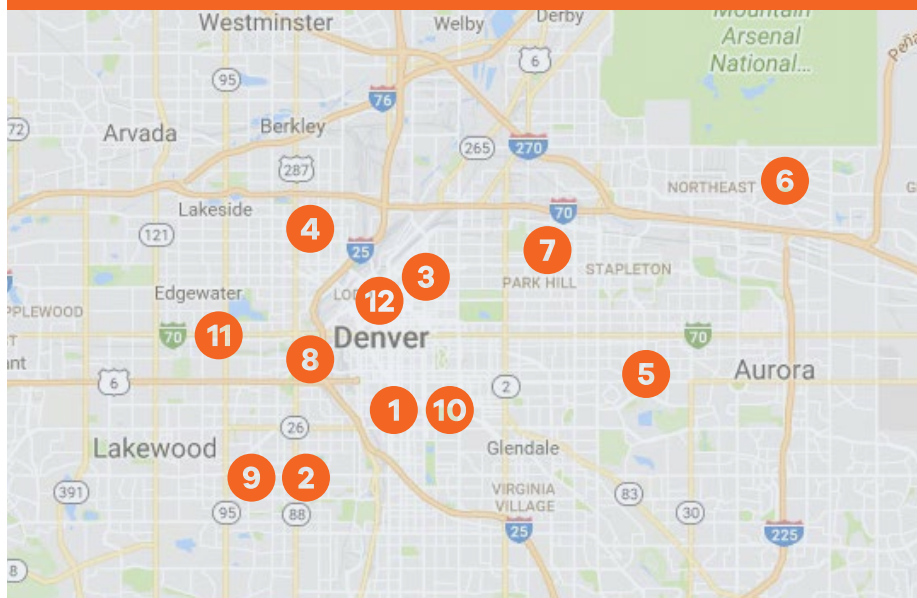 Westminster
Welby
Derby
Mountain
Arsenal
National...
Peña
6
95
76
72
Arvada
Berkley
265
270
287
NORTHEAST
6
70
Lakeside
4
121
25
7
3
STAPLETON
PARK HILL
Edgewater
12
PPLEWOOD
70
11
Denver
70
8
6
5
Aurora
2
1
10
26
Lakewood
Glendale
9
2
391
VIRGINIA
VILLAGE
83
95
88
30
25
225
8